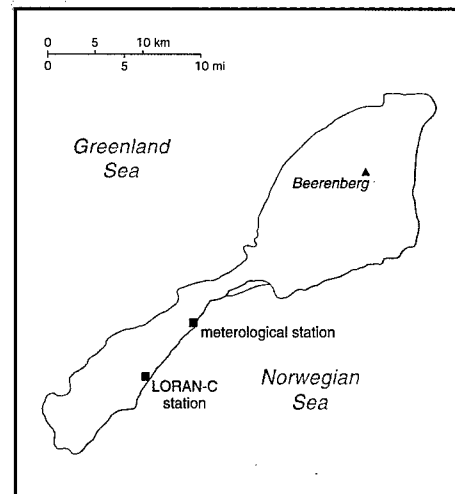 0 5 10 km
0 5 10 mi
Greenland
Sea
Beerenberg
meterological station
LORAN-C
station
Norwegian
Sea